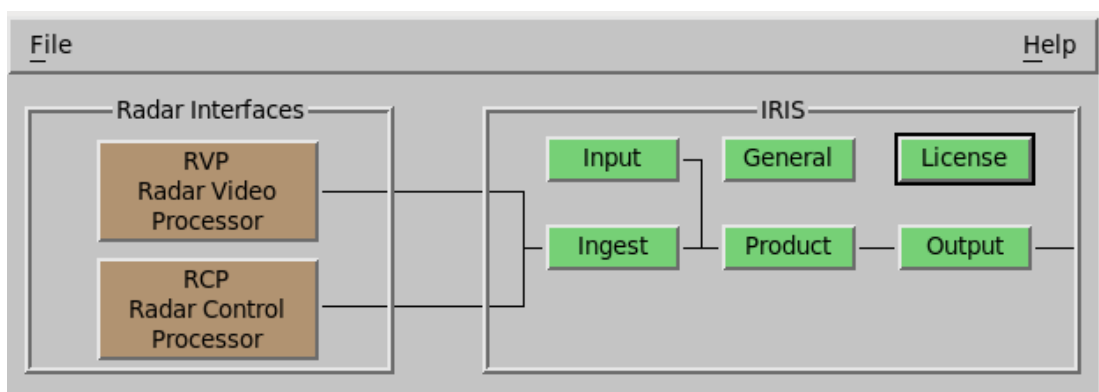 File
Help
Radar Interfaces
RVP
Radar Video
Processor
RCP
Radar Control
Processor
IRIS
Input
General
License
Ingest
Product
Output